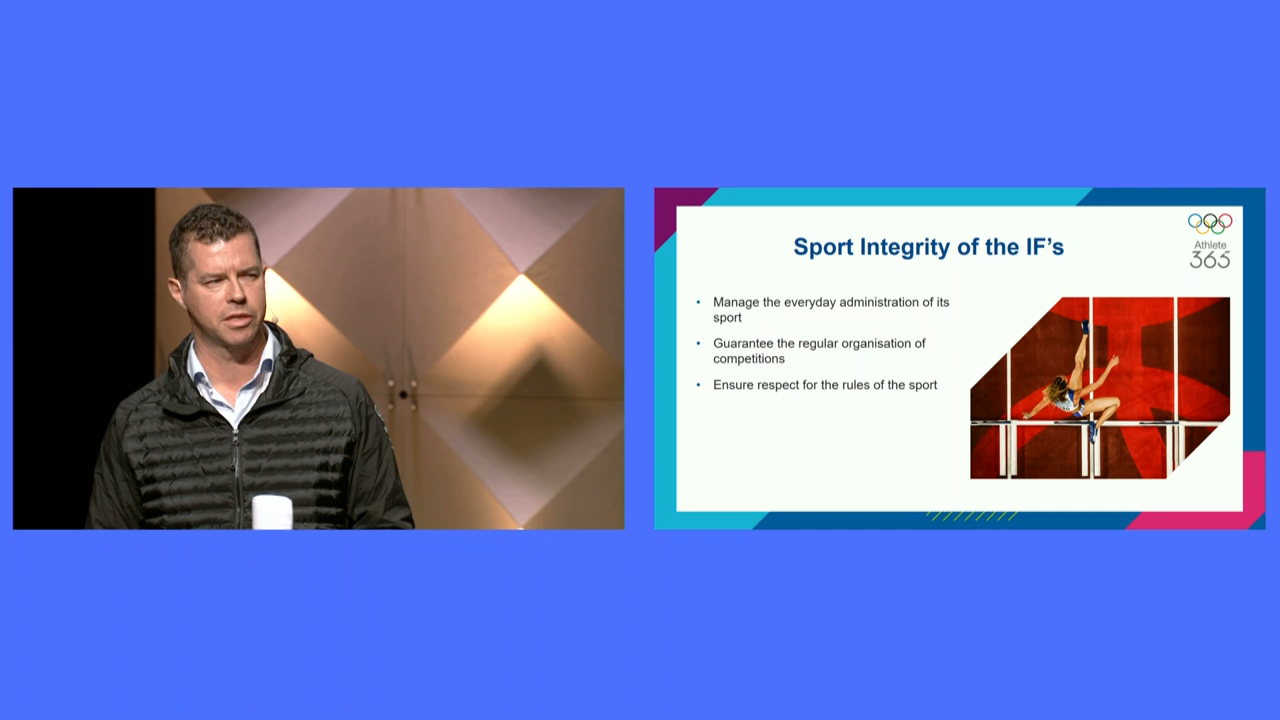 Sport Integrity of the IF’s
Athlete
365
• Manage the everyday administration of its
sport
• Guarantee the regular organisation of
competitions
• Ensure respect for the rules of the sport